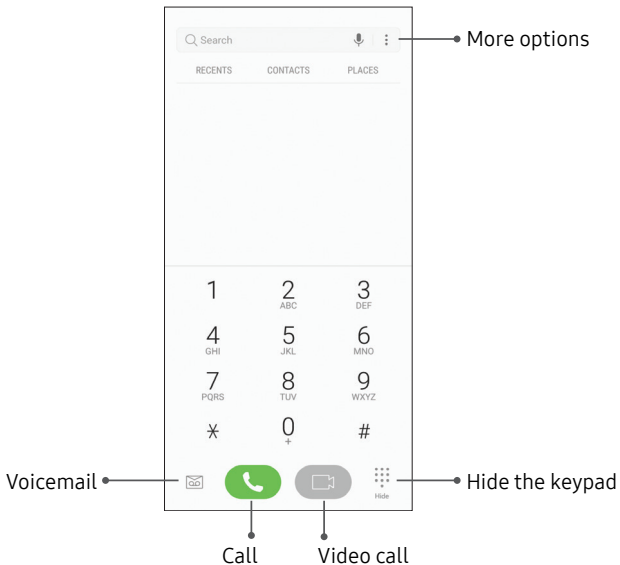 Search
More options
RECENTS CONTACTS PLACES
1 2 3
ABC DEF
4 5 6
GHI JKL MNO
7 8 9
PQRS TUV WXYZ
* 0 #
+
Voicemail
Hide
Hide the keypad
Call Video call